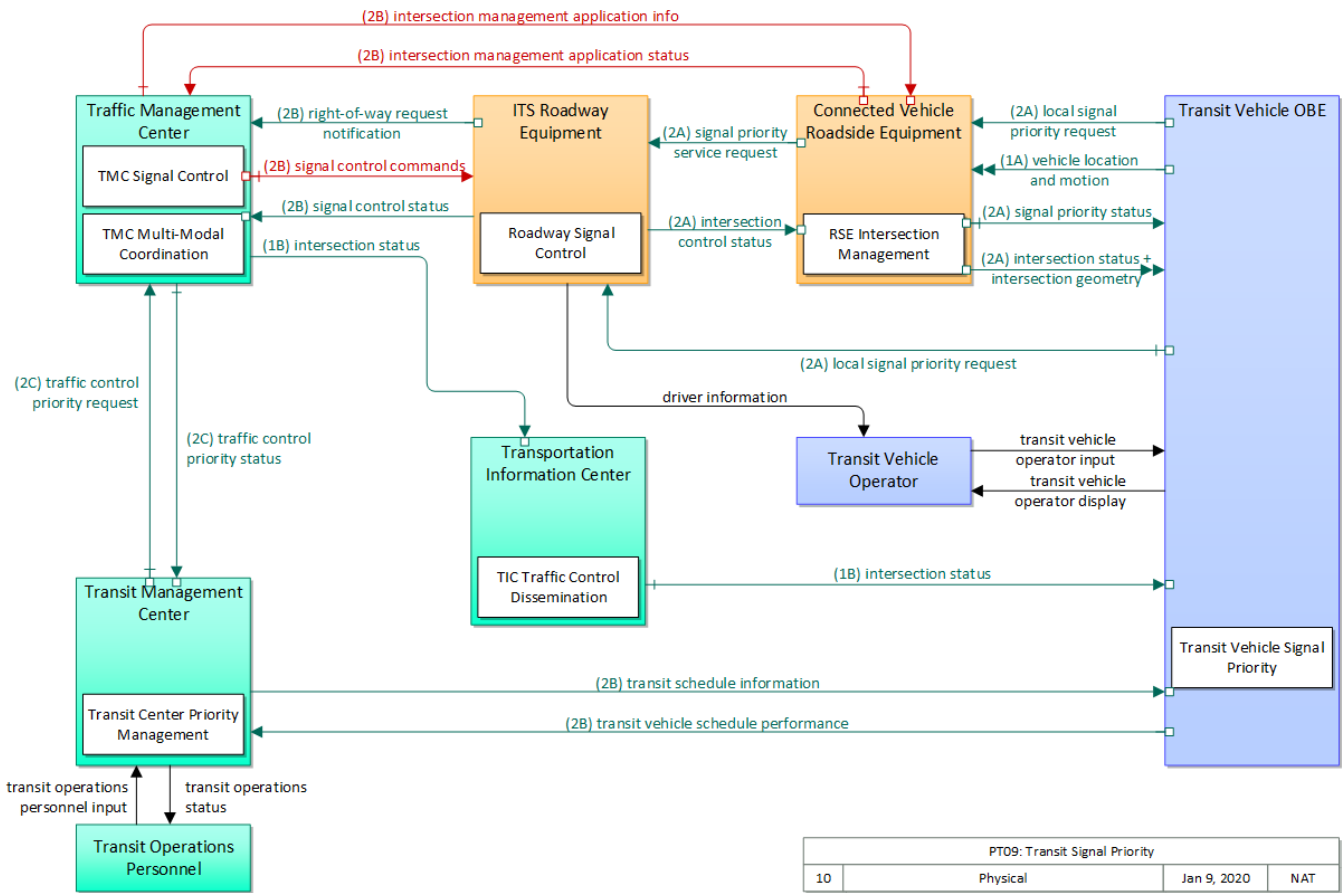 (2B) intersection management application info
(2B) intersection management application status
Traffic Management
Center
TMC Signal Control
TMC Multi-Modal
Coordination
(2B) right-of-way request
notification
(2B) signal control commands
(2B) signal control status
(1B) intersection status
ITS Roadway
Equipment
Roadway Signal
Control
(2A) signal priority
service request
(2A) intersection
control status
Connected Vehicle
Roadside Equipment
RSE Intersection
Management
(2A) local signal
priority request
(1A) vehicle location
and motion
(2A) signal priority status
(2A) intersection status +
intersection geometry
Transit Vehicle OBE
(2A) local signal priority request
(2C) traffic control
priority request
(2C) traffic control
priority status
driver information
Transportation
Information Center
TIC Traffic Control
Dissemination
Transit Vehicle
Operator
transit vehicle
operator input
transit vehicle
operator display
(1B) intersection status
Transit Management
Center
Transit Center Priority
Management
Transit Vehicle Signal
Priority
(2B) transit schedule information
(2B) transit vehicle schedule performance
transit operations
personnel input
transit operations
status
Transit Operations
Personnel
PT09: Transit Signal Priority
10 Physical Jan 9, 2020 NAT